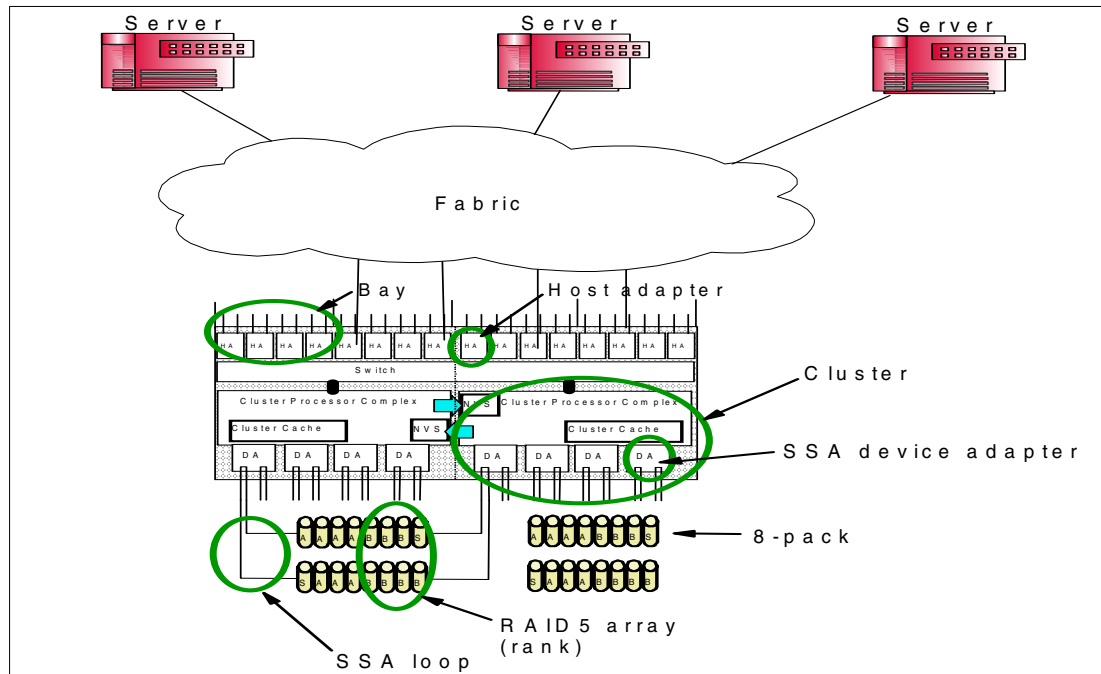 Server Server Server
Fabric
Bay Host adapter
HA HA HA HA HA HA HA HA HA HA HA HA HA HA HA HA
Switch
Cluster
Cluster Processor Complex NVS Cluster Processor Complex
Cluster Cache NVS Cluster Cache
DA DA DA DA DA DA DA DA
SSA device adapter
A A A A B B B S A A A A B B B S
8-pack
S A A A B B B B S A A A B B B B
RAID 5 array
(rank)
SSA loop